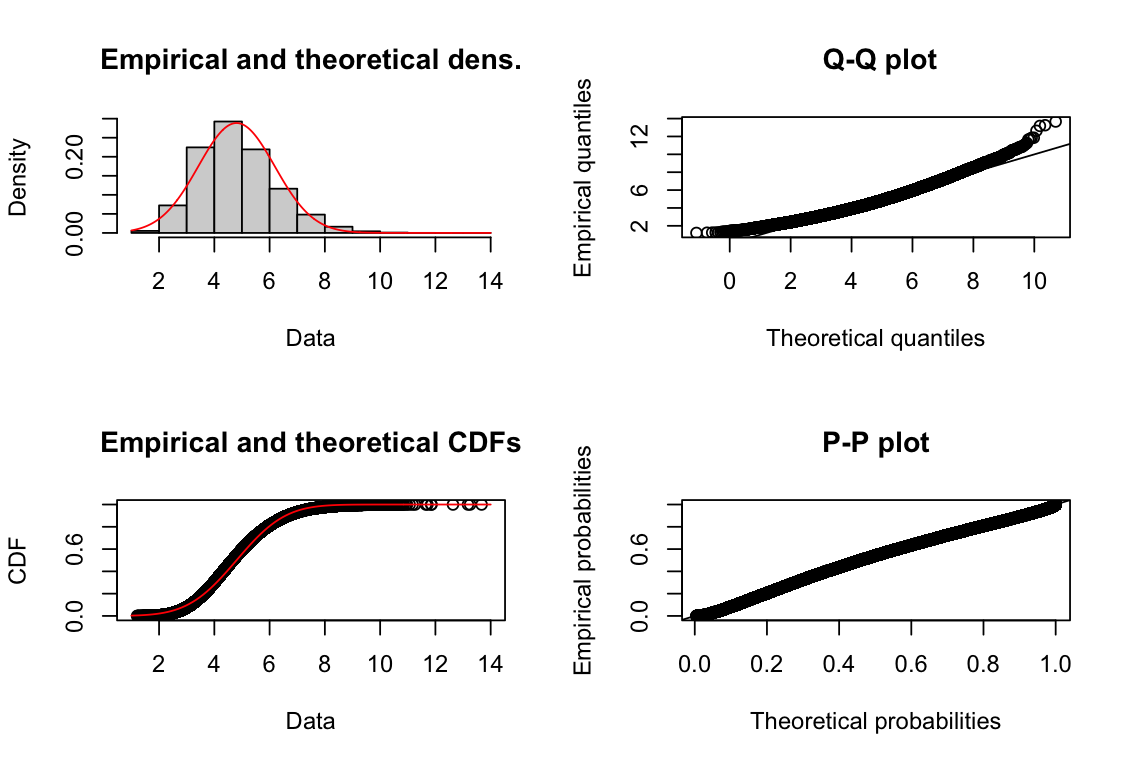 Empirical and theoretical dens.
Density
0.00 0.20
2 4 6 8 10 12 14
Data
Q-Q plot
Empirical quantiles
2 6 12
0 2 4 6 8 10
Theoretical quantiles
Empirical and theoretical CDFs
CDF
0.0 0.6
2 4 6 8 10 12 14
Data
P-P plot
Empirical probabilities
0.0 0.6
0.0 0.2 0.4 0.6 0.8 1.0
Theoretical probabilities